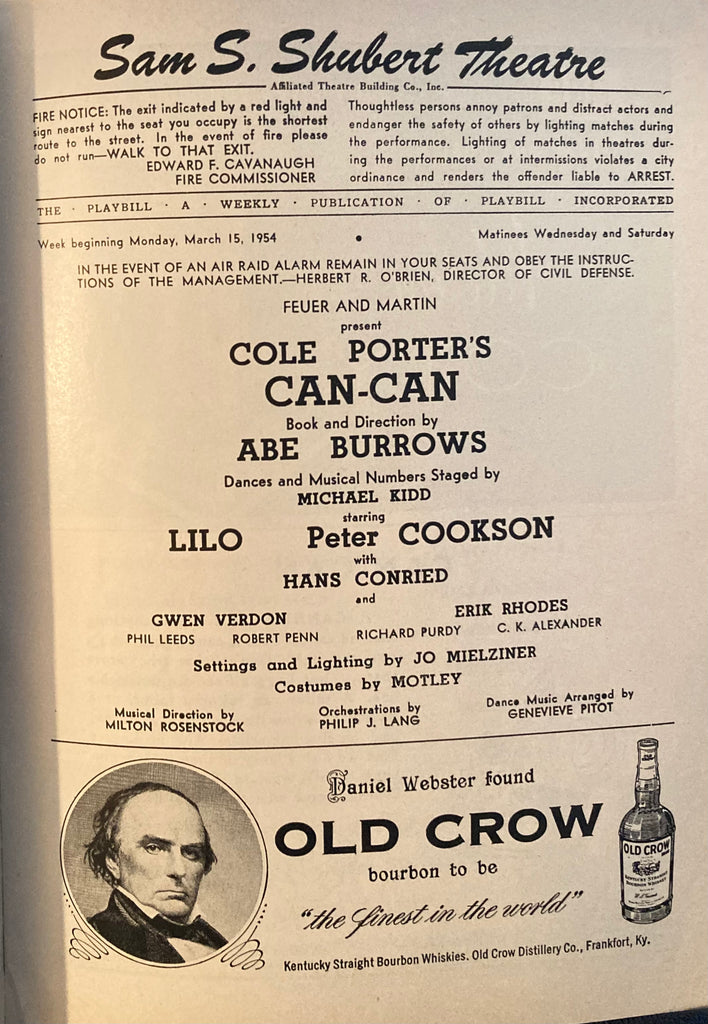 Sam S. Shubert Theatre
Affiliated Theatre Building Co., Inc.
FIRE NOTICE: The exit indicated by a red light and
sign nearest to the seat you occupy is the shortest
route to the street. In the event of fire please
do not run—WALK TO THAT EXIT.
EDWARD F. CAVANAUGH
FIRE COMMISSIONER
Thoughtless persons annoy patrons and distract actors and
endanger the safety of others by lighting matches during
the performance. Lighting of matches in theatres dur-
ing the performances or at intermissions violates a city
ordinance and renders the offender liable to ARREST.
THE · PLAYBILL · A · WEEKLY · PUBLICATION · OF · PLAYBILL · INCORPORATED
Week beginning Monday, March 15, 1954 • Matinees Wednesday and Saturday
IN THE EVENT OF AN AIR RAID ALARM REMAIN IN YOUR SEATS AND OBEY THE INSTRUC-
TIONS OF THE MANAGEMENT.—HERBERT R. O'BRIEN, DIRECTOR OF CIVIL DEFENSE.
FEUER AND MARTIN
present
COLE PORTER'S
CAN-CAN
Book and Direction by
ABE BURROWS
Dances and Musical Numbers Staged by
MICHAEL KIDD
starring
LILO Peter COOKSON
with
HANS CONRIED
and
GWEN VERDON ERIK RHODES
PHIL LEEDS ROBERT PENN RICHARD PURDY C. K. ALEXANDER
Settings and Lighting by JO MIELZINER
Costumes by MOTLEY
Musical Direction by
MILTON ROSENSTOCK
Orchestrations by
PHILIP J. LANG
Dance Music Arranged by
GENEVIEVE PITOT
Daniel Webster found
OLD CROW
bourbon to be
"the finest in the world"
Kentucky Straight Bourbon Whiskies. Old Crow Distillery Co., Frankfort, Ky.
OLD CROW
KENTUCKY STRAIGHT
BOURBON WHISKEY